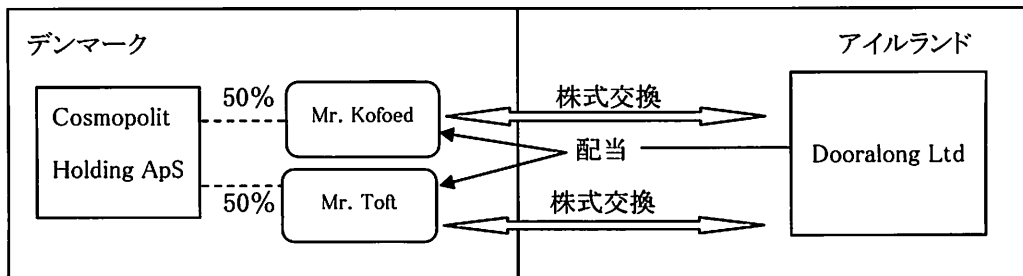 デンマーク
アイルランド
50%
Mr. Kofoed
株式交換
Cosmopolit
Holding ApS
配当
Dooralong Ltd
50%
Mr. Toft
株式交換